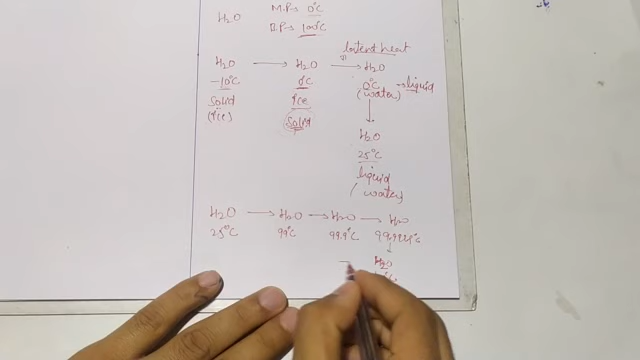 H₂O M.P→ 0°C
B.P→ 100°C
latent heat
H₂O → H₂O → H₂O
-10°C 0°C 0°C → liquid
Solid Ice (water)
(Ice) Solid
H₂O
25°C
liquid
water
H₂O → H₂O → H₂O → H₂O
25°C 99°C 99.9°C
H₂O